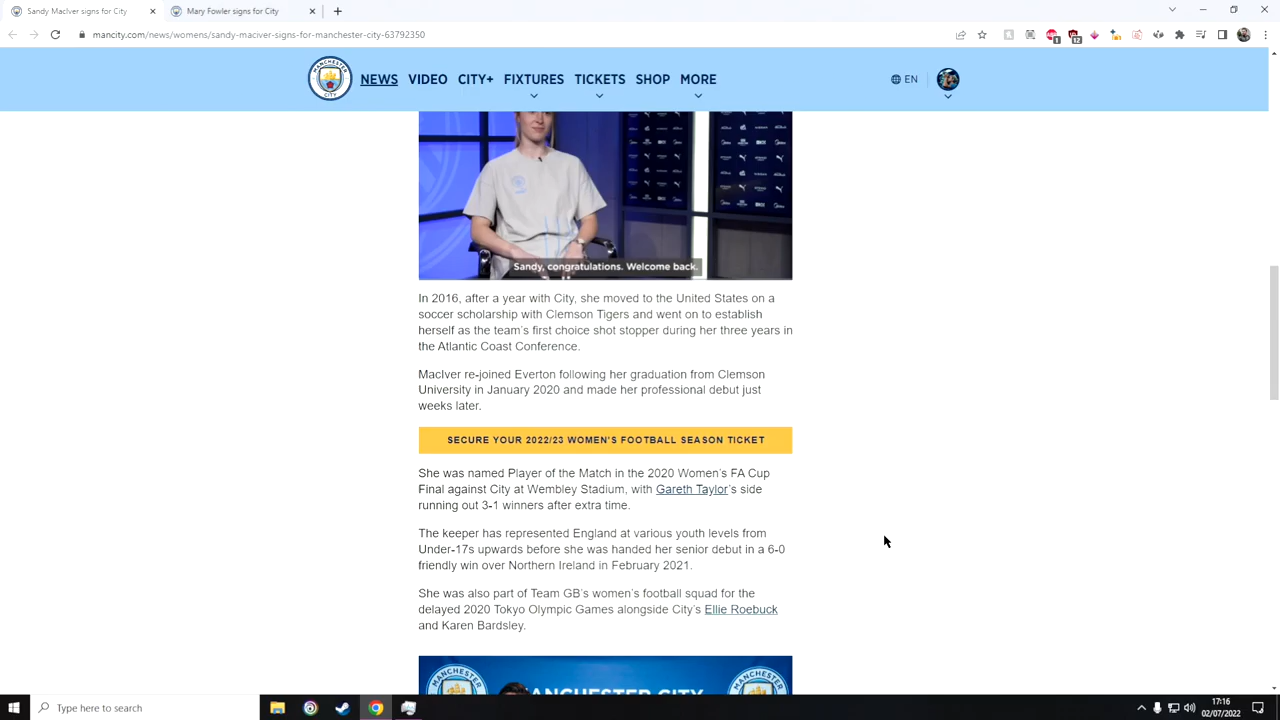 Sandy MacIver signs for City
Mary Fowler signs for City
mancity.com/news/womens/sandy-maciver-signs-for-manchester-city-63792350
1
12
MANCHESTER
CITY
NEWS VIDEO CITY+ FIXTURES TICKETS SHOP MORE
EN
Sandy, congratulations. Welcome back.
In 2016, after a year with City, she moved to the United States on a
soccer scholarship with Clemson Tigers and went on to establish
herself as the team's first choice shot stopper during her three years in
the Atlantic Coast Conference.
MacIver re-joined Everton following her graduation from Clemson
University in January 2020 and made her professional debut just
weeks later.
SECURE YOUR 2022/23 WOMEN'S FOOTBALL SEASON TICKET
She was named Player of the Match in the 2020 Women's FA Cup
Final against City at Wembley Stadium, with Gareth Taylor's side
running out 3-1 winners after extra time.
The keeper has represented England at various youth levels from
Under-17s upwards before she was handed her senior debut in a 6-0
friendly win over Northern Ireland in February 2021.
She was also part of Team GB's women's football squad for the
delayed 2020 Tokyo Olympic Games alongside City's Ellie Roebuck
and Karen Bardsley.
MANCHESTER
ANCHESTER CITY
MANCHESTER
Type here to search
17:16
02/07/2022